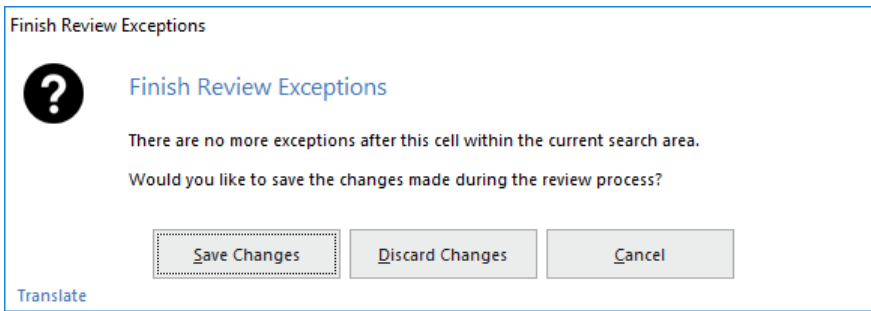 Finish Review Exceptions
Finish Review Exceptions
There are no more exceptions after this cell within the current search area.
Would you like to save the changes made during the review process?
Save Changes Discard Changes Cancel
Translate